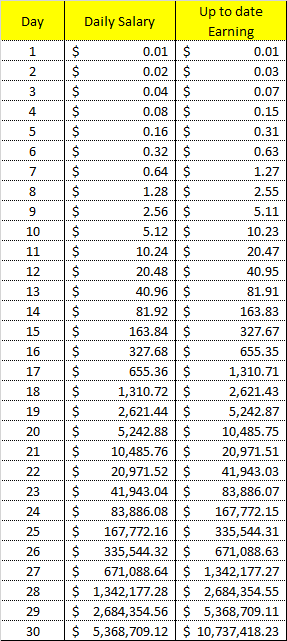 Day Daily Salary Up to date
Earning
1 $ 0.01 $ 0.01
2 $ 0.02 $ 0.03
3 $ 0.04 $ 0.07
4 $ 0.08 $ 0.15
5 $ 0.16 $ 0.31
6 $ 0.32 $ 0.63
7 $ 0.64 $ 1.27
8 $ 1.28 $ 2.55
9 $ 2.56 $ 5.11
10 $ 5.12 $ 10.23
11 $ 10.24 $ 20.47
12 $ 20.48 $ 40.95
13 $ 40.96 $ 81.91
14 $ 81.92 $ 163.83
15 $ 163.84 $ 327.67
16 $ 327.68 $ 655.35
17 $ 655.36 $ 1,310.71
18 $ 1,310.72 $ 2,621.43
19 $ 2,621.44 $ 5,242.87
20 $ 5,242.88 $ 10,485.75
21 $ 10,485.76 $ 20,971.51
22 $ 20,971.52 $ 41,943.03
23 $ 41,943.04 $ 83,886.07
24 $ 83,886.08 $ 167,772.15
25 $ 167,772.16 $ 335,544.31
26 $ 335,544.32 $ 671,088.63
27 $ 671,088.64 $ 1,342,177.27
28 $ 1,342,177.28 $ 2,684,354.55
29 $ 2,684,354.56 $ 5,368,709.11
30 $ 5,368,709.12 $ 10,737,418.23